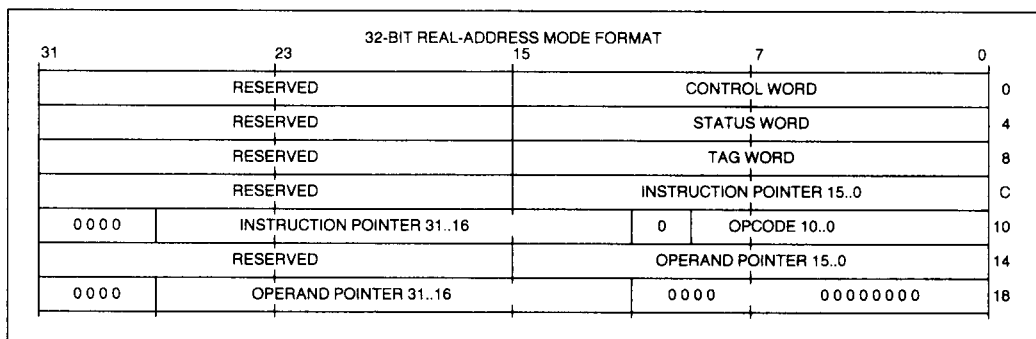 32-BIT REAL-ADDRESS MODE FORMAT
31 23 15 7 0
RESERVED CONTROL WORD 0
RESERVED STATUS WORD 4
RESERVED TAG WORD 8
RESERVED INSTRUCTION POINTER 15..0 C
0000 INSTRUCTION POINTER 31..16 0 OPCODE 10..0 10
RESERVED OPERAND POINTER 15..0 14
0000 OPERAND POINTER 31..16 0000 00000000 18